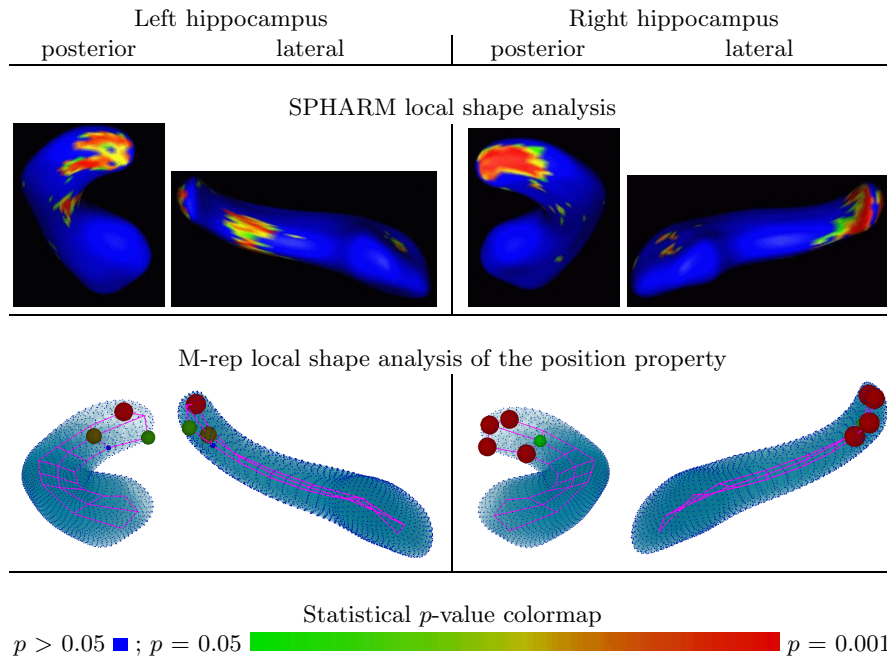 Left hippocampus Right hippocampus
posterior lateral posterior lateral
SPHARM local shape analysis
M-rep local shape analysis of the position property
Statistical p-value colormap
p > 0.05 ; p = 0.05 p = 0.001